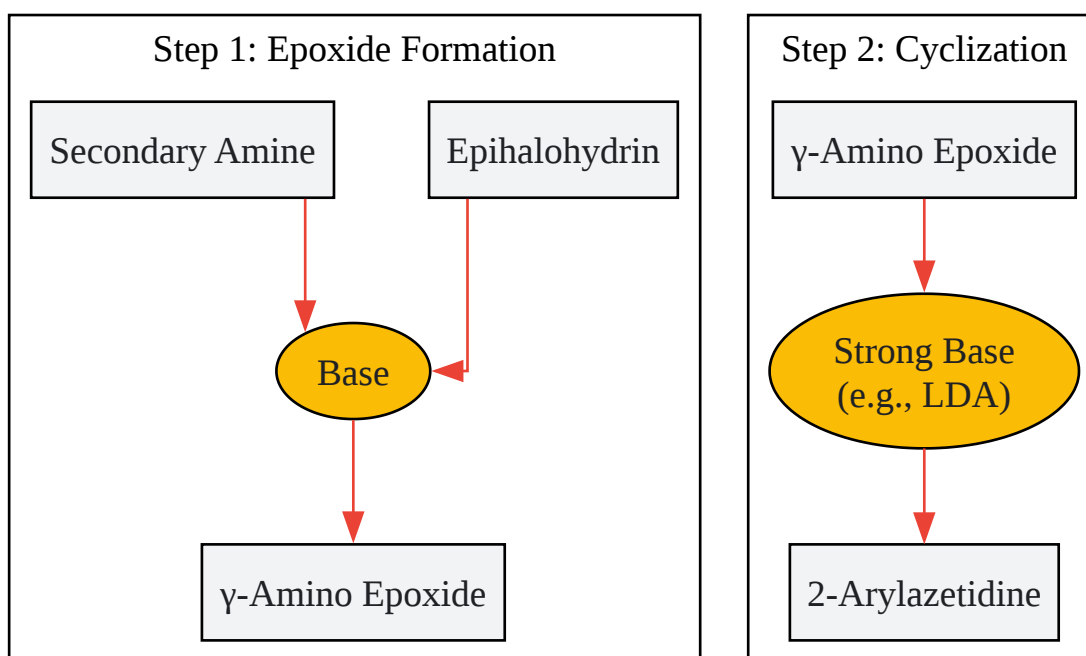 Step 1: Epoxide Formation
Secondary Amine
Epihalohydrin
Base
γ-Amino Epoxide
Step 2: Cyclization
γ-Amino Epoxide
Strong Base
(e.g., LDA)
2-Arylazetidine